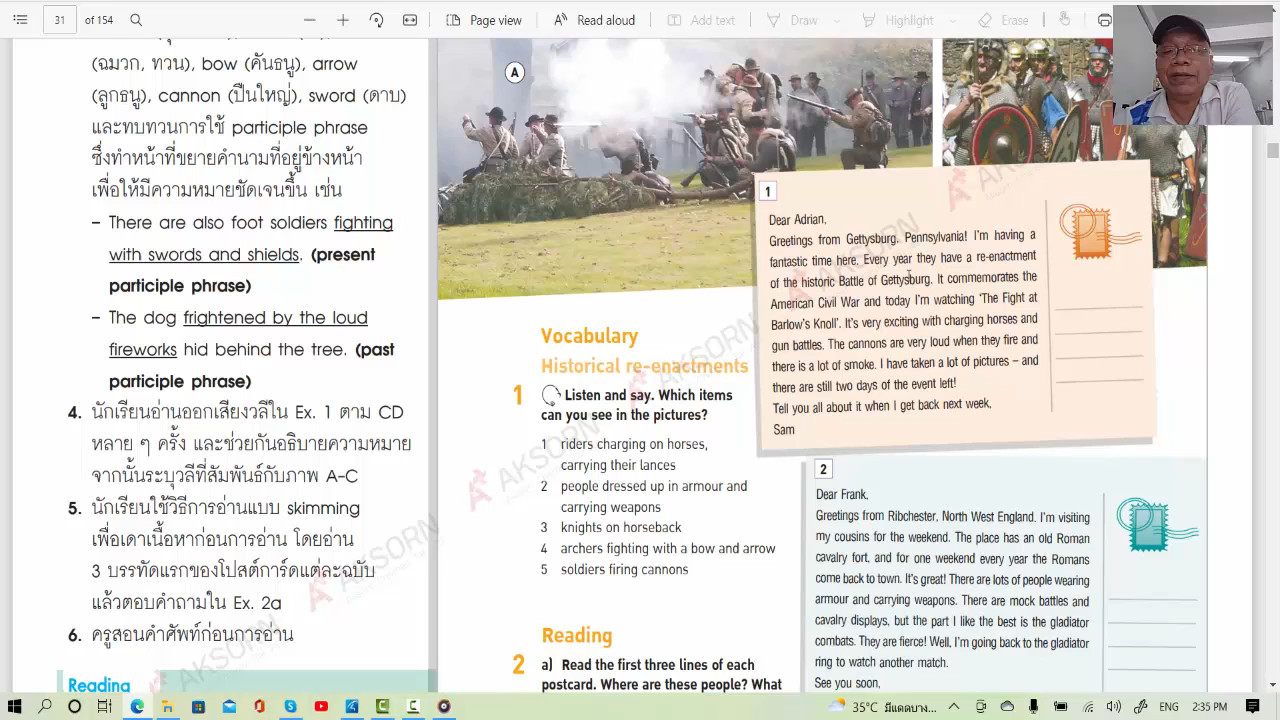 31
of 154
Page view
Read aloud
Add text
Draw
Highlight
Erase
(ฉมวก, ทวน), bow (คันธนู), arrow
(ลูกธนู), cannon (ปืนใหญ่), sword (ดาบ)
และทบทวนการใช้ participle phrase
ซึ่งทำหน้าที่ขยายคำนามที่อยู่ข้างหน้า
เพื่อให้มีความหมายชัดเจนขึ้น เช่น
– There are also foot soldiers fighting
with swords and shields. (present
participle phrase)
– The dog frightened by the loud
fireworks hid behind the tree. (past
participle phrase)
4. นักเรียนอ่านออกเสียงวลีใน Ex. 1 ตาม CD
หลาย ๆ ครั้ง และช่วยกันอธิบายความหมาย
จากนั้นระบุวลีที่สัมพันธ์กับภาพ A-C
5. นักเรียนใช้วิธีการอ่านแบบ skimming
เพื่อเดาเนื้อหาก่อนการอ่าน โดยอ่าน
3 บรรทัดแรกของโปสต์การ์ดแต่ละฉบับ
แล้วตอบคำถามใน Ex. 2a
6. ครูสอนคำศัพท์ก่อนการอ่าน
Reading
A
Vocabulary
Historical re-enactments
1 Listen and say. Which items
can you see in the pictures?
1 riders charging on horses,
carrying their lances
2 people dressed up in armour and
carrying weapons
3 knights on horseback
4 archers fighting with a bow and arrow
5 soldiers firing cannons
Reading
2 a) Read the first three lines of each
postcard. Where are these people? What
1
Dear Adrian,
Greetings from Gettysburg, Pennsylvania! I'm having a
fantastic time here. Every year they have a re-enactment
of the historic Battle of Gettysburg. It commemorates the
American Civil War and today I'm watching 'The Fight at
Barlow's Knoll'. It's very exciting with charging horses and
gun battles. The cannons are very loud when they fire and
there is a lot of smoke. I have taken a lot of pictures – and
there are still two days of the event left!
Tell you all about it when I get back next week,
Sam
2
Dear Frank,
Greetings from Ribchester, North West England. I'm visiting
my cousins for the weekend. The place has an old Roman
cavalry fort, and for one weekend every year the Romans
come back to town. It's great! There are lots of people wearing
armour and carrying weapons. There are mock battles and
cavalry displays, but the part I like the best is the gladiator
combats. They are fierce! Well, I'm going back to the gladiator
ring to watch another match.
See you soon,
AKSORN
AKSORN
AKSORN
AKSORN
AKSORN
35°C มีแดดบาง...
ENG
2:35 PM